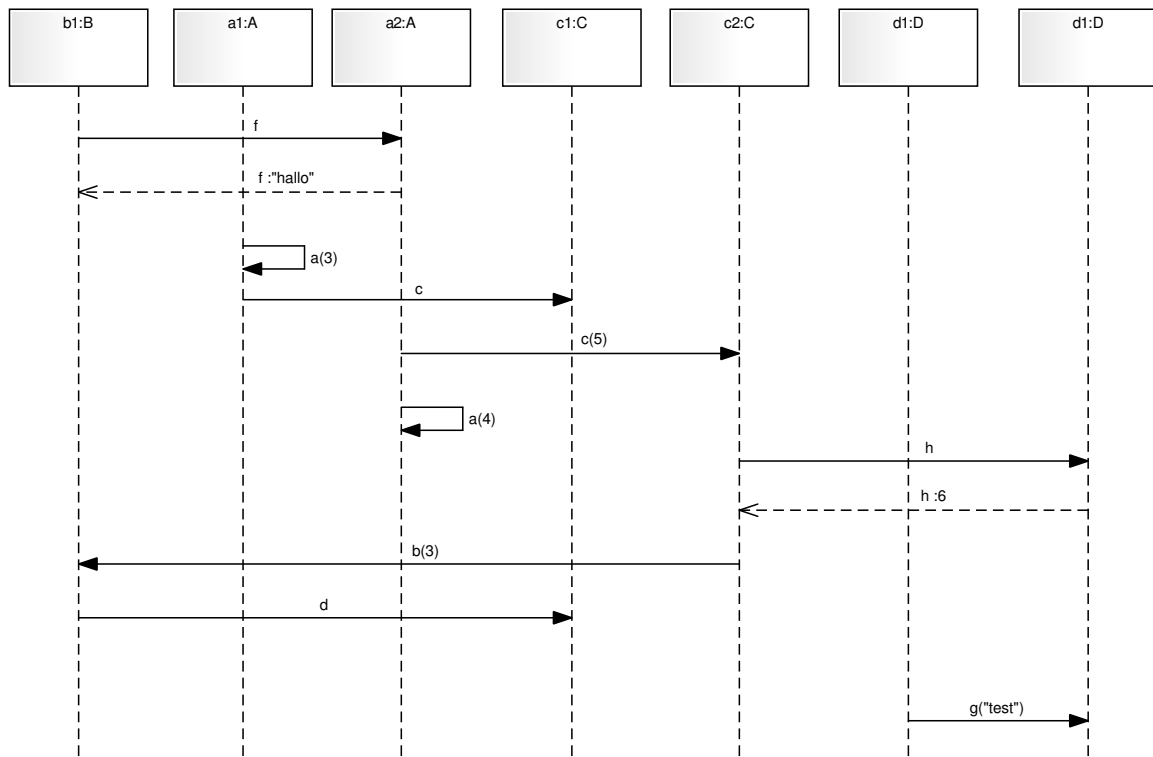 b1:B
a1:A
a2:A
c1:C
c2:C
d1:D
d1:D
f
f :"hallo"
a(3)
c
c(5)
a(4)
h
h :6
b(3)
d
g("test")